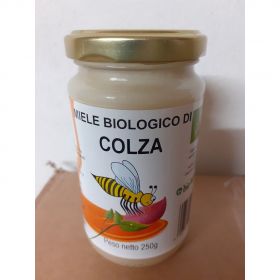 MIELE BIOLOGICO DI
COLZA
Peso netto 250g